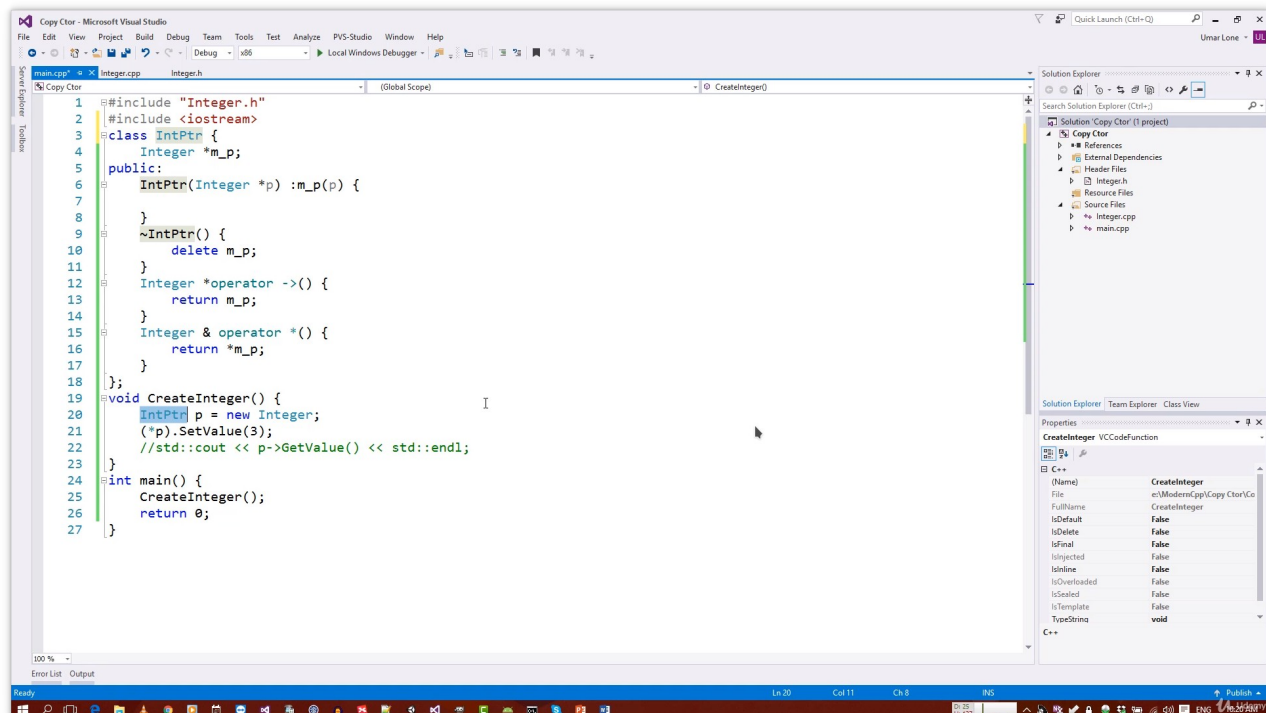 Copy Ctor - Microsoft Visual Studio
Quick Launch (Ctrl+Q)
File Edit View Project Build Debug Team Tools Test Analyze PVS-Studio Window Help
Umar Lone UL
Debug x86 Local Windows Debugger
Server Explorer
Toolbox
main.cpp* Integer.cpp Integer.h
Copy Ctor (Global Scope) CreateInteger()
1 #include "Integer.h"
2 #include <iostream>
3 class IntPtr {
4 Integer *m_p;
5 public:
6 IntPtr(Integer *p) :m_p(p) {
7
8 }
9 ~IntPtr() {
10 delete m_p;
11 }
12 Integer *operator ->() {
13 return m_p;
14 }
15 Integer & operator *() {
16 return *m_p;
17 }
18 };
19 void CreateInteger() {
20 IntPtr p = new Integer;
21 (*p).SetValue(3);
22 //std::cout << p->GetValue() << std::endl;
23 }
24 int main() {
25 CreateInteger();
26 return 0;
27 }
100 %
Error List Output
Solution Explorer
Search Solution Explorer (Ctrl+;)
Solution 'Copy Ctor' (1 project)
Copy Ctor
References
External Dependencies
Header Files
Integer.h
Resource Files
Source Files
Integer.cpp
main.cpp
Solution Explorer Team Explorer Class View
Properties
CreateInteger VCCodeFunction
C++
(Name) CreateInteger
File e:\ModernCpp\Copy Ctor\Co
FullName CreateInteger
IsDefault False
IsDelete False
IsFinal False
IsInjected False
IsInline False
IsOverloaded False
IsSealed False
IsTemplate False
TypeString void
C++
Ready Ln 20 Col 11 Ch 8 INS Publish
ENG 10:20 AM
Udemy